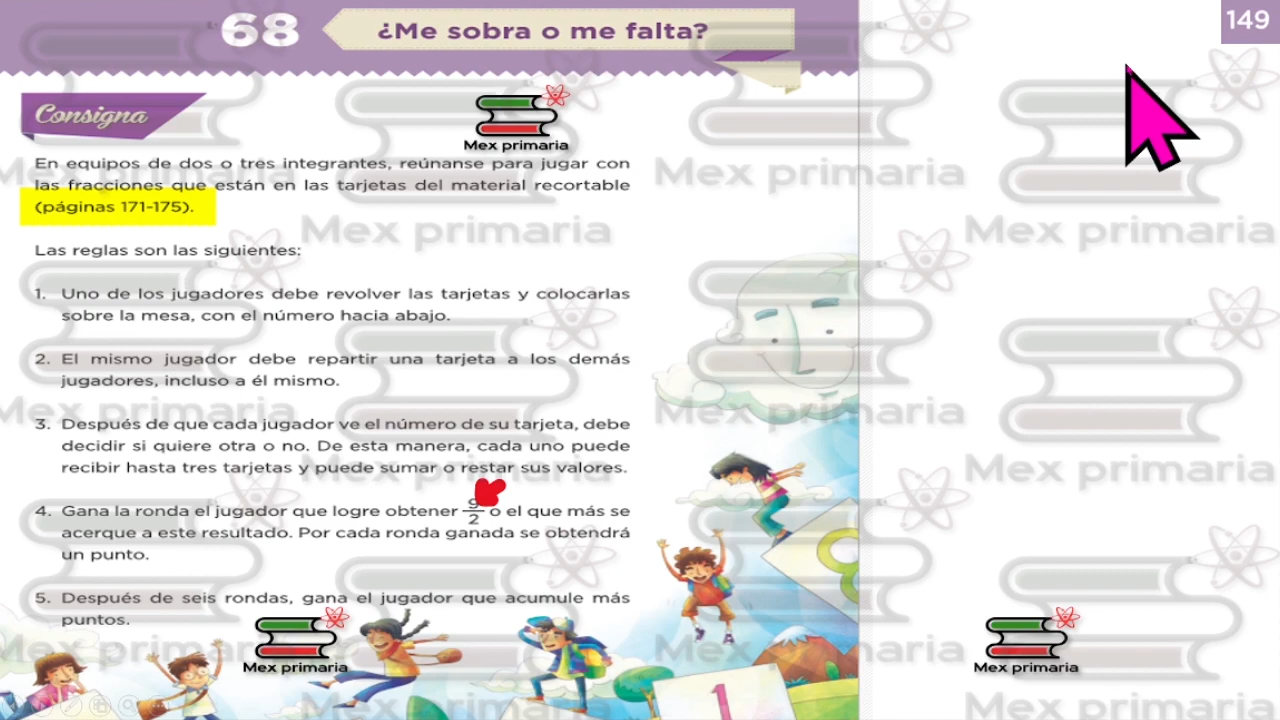 68
¿Me sobra o me falta?
149
Consigna
Mex primaria
En equipos de dos o tres integrantes, reúnanse para jugar con
las fracciones que están en las tarjetas del material recortable
(páginas 171-175).
Las reglas son las siguientes:
1. Uno de los jugadores debe revolver las tarjetas y colocarlas
sobre la mesa, con el número hacia abajo.
2. El mismo jugador debe repartir una tarjeta a los demás
jugadores, incluso a él mismo.
3. Después de que cada jugador ve el número de su tarjeta, debe
decidir si quiere otra o no. De esta manera, cada uno puede
recibir hasta tres tarjetas y puede sumar o restar sus valores.
4. Gana la ronda el jugador que logre obtener 9/2 o el que más se
acerque a este resultado. Por cada ronda ganada se obtendrá
un punto.
5. Después de seis rondas, gana el jugador que acumule más
puntos.
Mex primaria
Mex primaria
8
1